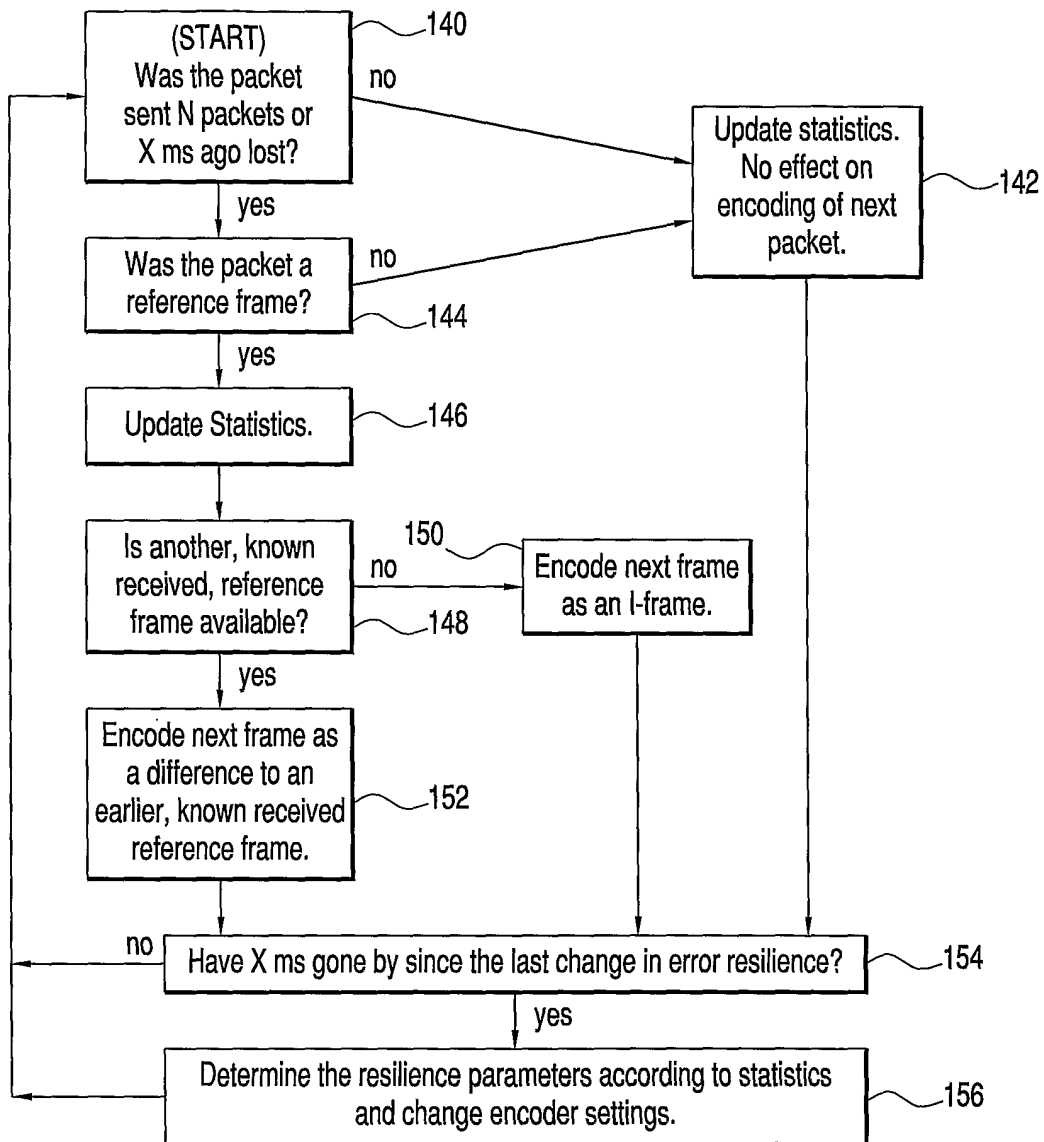 (START)
Was the packet
sent N packets or
X ms ago lost?
140
no
yes
Update statistics.
No effect on
encoding of next
packet.
142
Was the packet a
reference frame?
144
no
yes
Update Statistics.
146
Is another, known
received, reference
frame available?
148
no
yes
150
Encode next frame
as an I-frame.
Encode next frame as
a difference to an
earlier, known received
reference frame.
152
no
Have X ms gone by since the last change in error resilience?
154
yes
Determine the resilience parameters according to statistics
and change encoder settings.
156